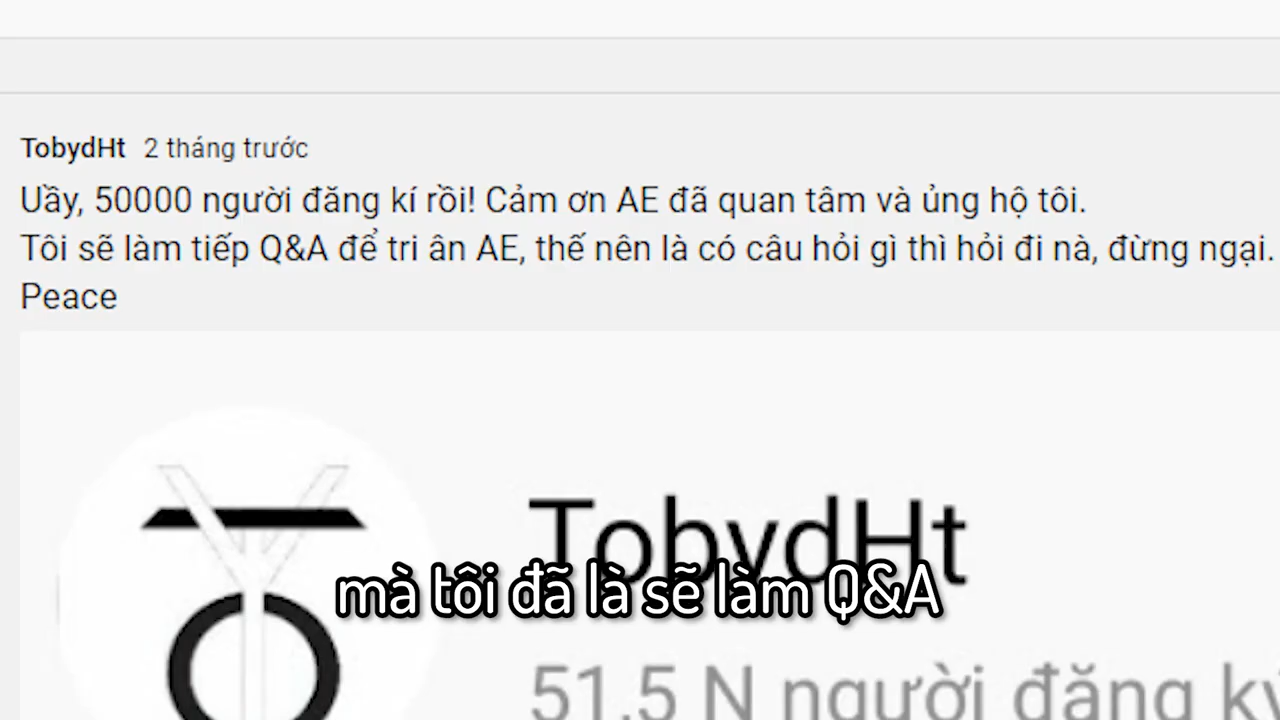 TobydHt 2 tháng trước
Uầy, 50000 người đăng kí rồi! Cảm ơn AE đã quan tâm và ủng hộ tôi.
Tôi sẽ làm tiếp Q&A để tri ân AE, thế nên là có câu hỏi gì thì hỏi đi nà, đừng ngại.
Peace
TobydHt
mà tôi đã là sẽ làm Q&A
51,5 N người đăng ký